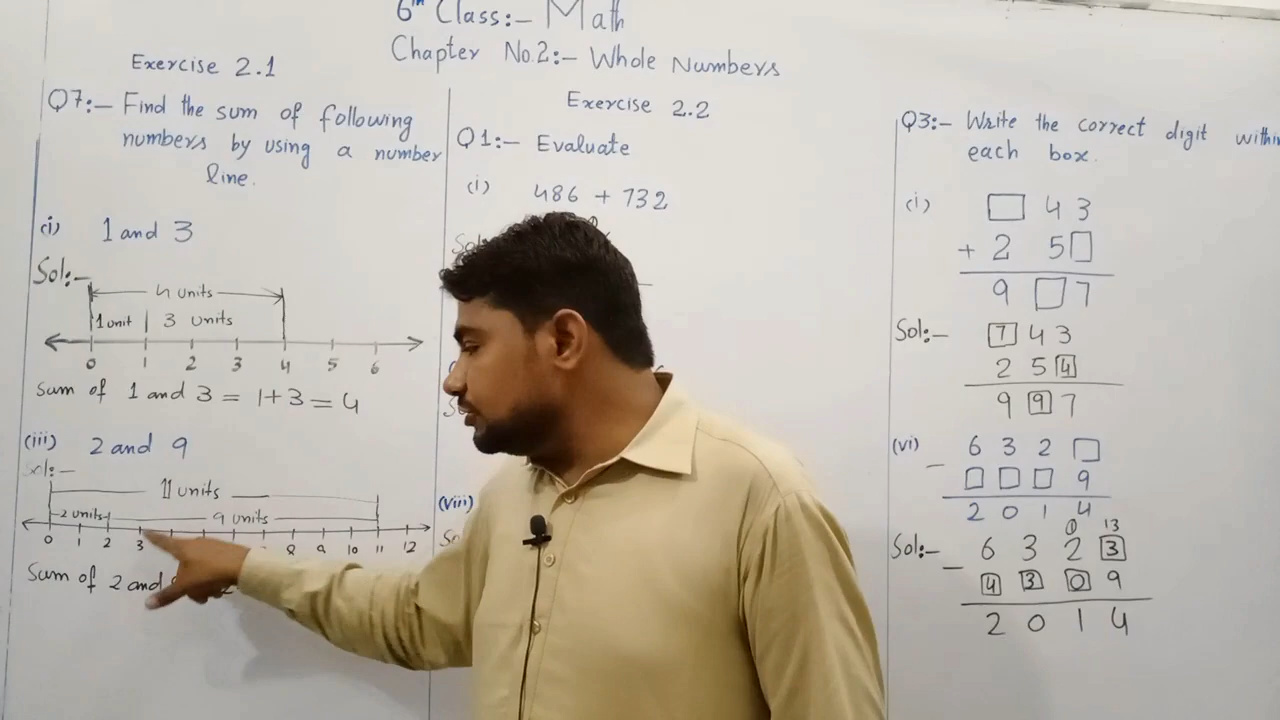 6th Class:- Math
Chapter No.2:- Whole Numbers
Exercise 2.1
Q7:- Find the sum of following
numbers by using a number
line.
(i) 1 and 3
Sol:-
4 units
1 unit 3 units
0 1 2 3 4 5 6
Sum of 1 and 3 = 1+3 = 4
(iii) 2 and 9
Sol:-
11 units
2 units 9 units
0 1 2 3 8 9 10 11 12
Sum of 2 and
Exercise 2.2
Q1:- Evaluate
(i) 486 + 732
(viii)
Q3:- Write the correct digit within
each box.
(i) □ 4 3
+ 2 5 □
9 □ 7
Sol:- 7 4 3
2 5 4
9 9 7
(vi) 6 3 2 □
- □ □ □ 9
2 0 1 4
1 13
Sol:- 6 3 2 3
- 4 3 0 9
2 0 1 4